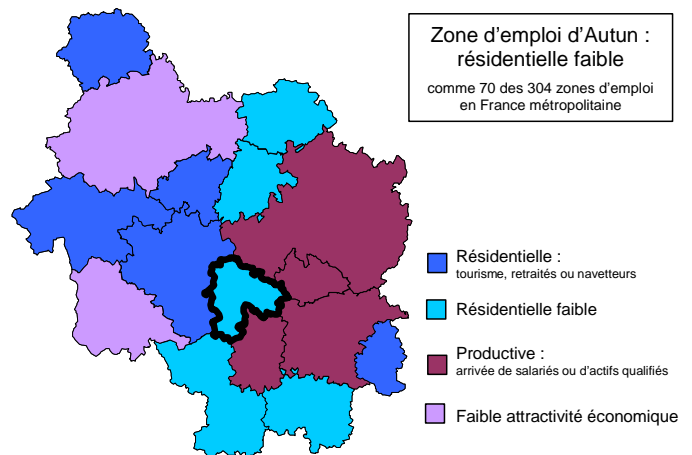 Zone d'emploi d'Autun :
résidentielle faible
comme 70 des 304 zones d'emploi
en France métropolitaine
Résidentielle :
tourisme, retraités ou navetteurs
Résidentielle faible
Productive :
arrivée de salariés ou d'actifs qualifiés
Faible attractivité économique